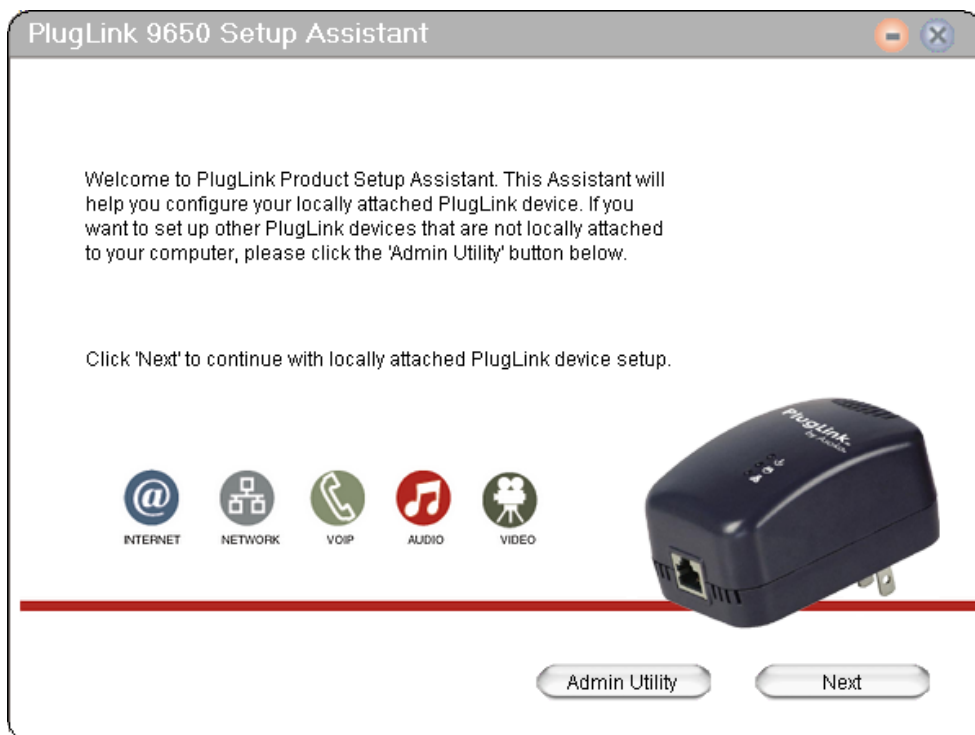 PlugLink 9650 Setup Assistant
Welcome to PlugLink Product Setup Assistant. This Assistant will
help you configure your locally attached PlugLink device. If you
want to set up other PlugLink devices that are not locally attached
to your computer, please click the 'Admin Utility' button below.
Click 'Next' to continue with locally attached PlugLink device setup.
PlugLink
by Asoka
@
INTERNET
NETWORK
VOIP
AUDIO
VIDEO
Admin Utility
Next